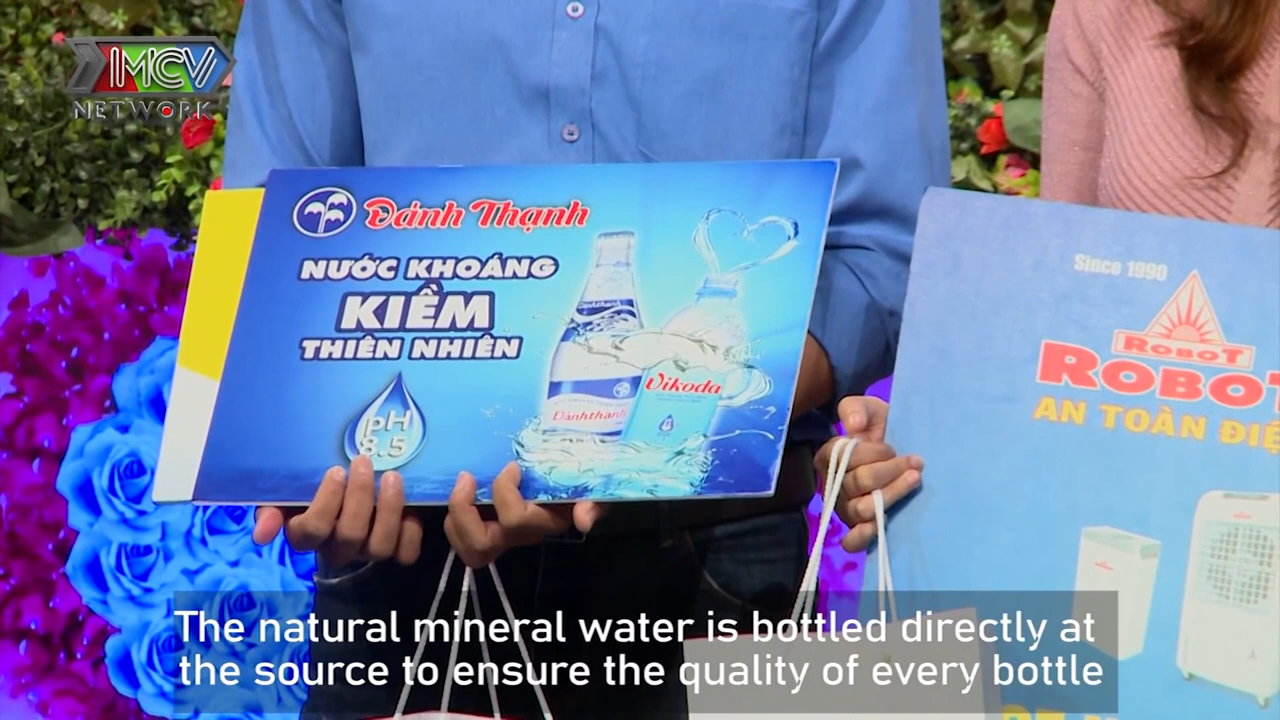 MCV
NETWORK
Đảnh Thạnh
NƯỚC KHOÁNG
KIỀM
THIÊN NHIÊN
pH
8.5
Đảnhthạnh
Vikoda
Since 1990
ROBOT
ROBOT
AN TOÀN ĐIỆ
The natural mineral water is bottled directly at
the source to ensure the quality of every bottle